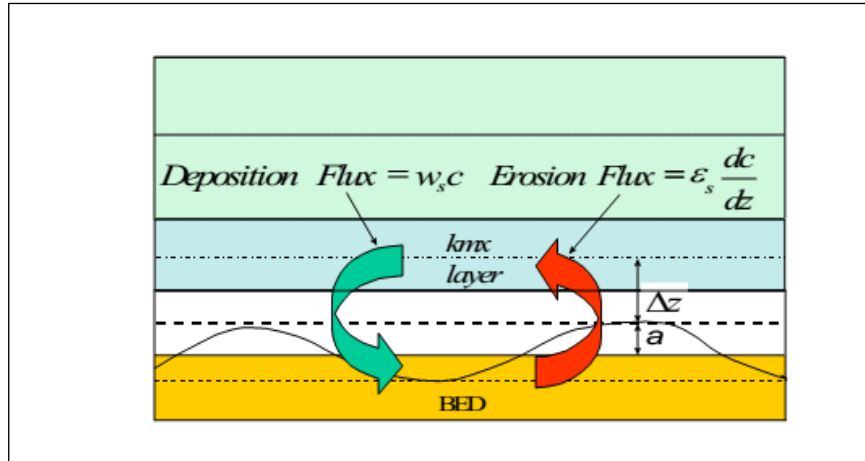 Deposition Flux = w_s c Erosion Flux = ε_s dc/dz
kmx
layer
Δz
a
BED